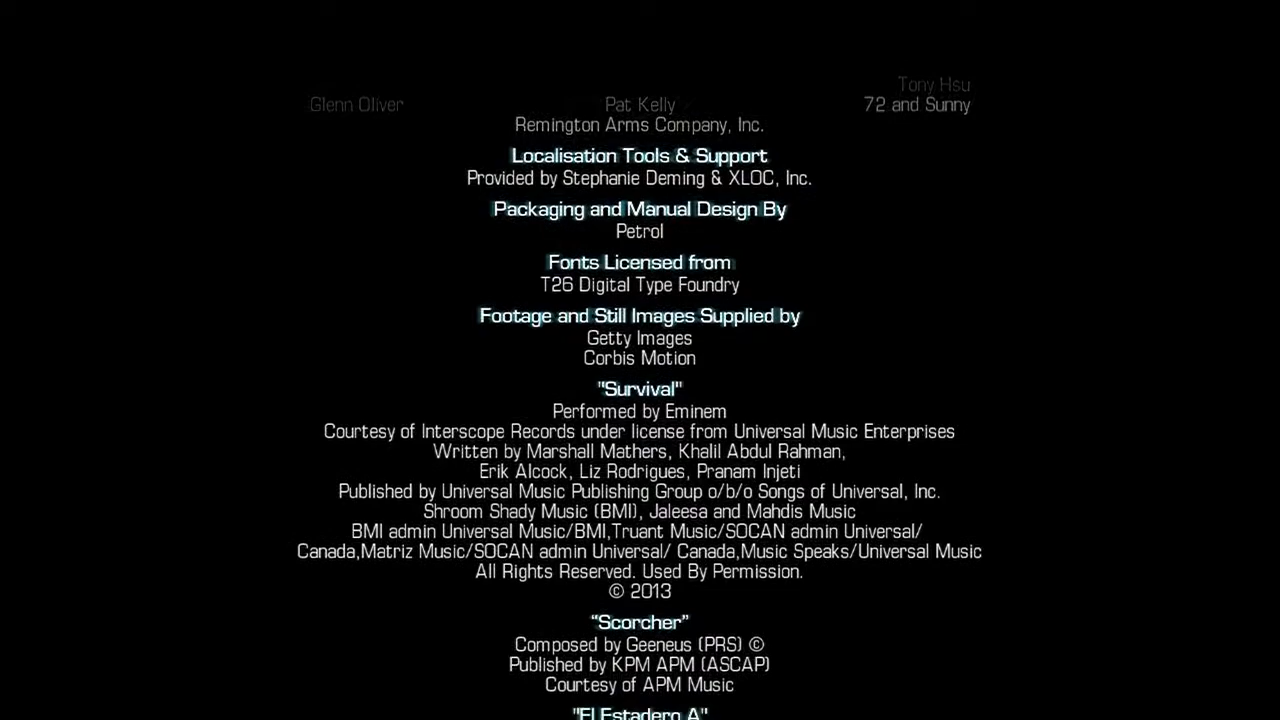 Tony Hsu
Glenn Oliver Pat Kelly 72 and Sunny
Remington Arms Company, Inc.
Localisation Tools & Support
Provided by Stephanie Deming & XLOC, Inc.
Packaging and Manual Design By
Petrol
Fonts Licensed from
T26 Digital Type Foundry
Footage and Still Images Supplied by
Getty Images
Corbis Motion
"Survival"
Performed by Eminem
Courtesy of Interscope Records under license from Universal Music Enterprises
Written by Marshall Mathers, Khalil Abdul Rahman,
Erik Alcock, Liz Rodrigues, Pranam Injeti
Published by Universal Music Publishing Group o/b/o Songs of Universal, Inc.
Shroom Shady Music (BMI), Jaleesa and Mahdis Music
BMI admin Universal Music/BMI,Truant Music/SOCAN admin Universal/
Canada,Matriz Music/SOCAN admin Universal/ Canada,Music Speaks/Universal Music
All Rights Reserved. Used By Permission.
© 2013
“Scorcher”
Composed by Geeneus (PRS) ©
Published by KPM APM (ASCAP)
Courtesy of APM Music
"El Estadero A"